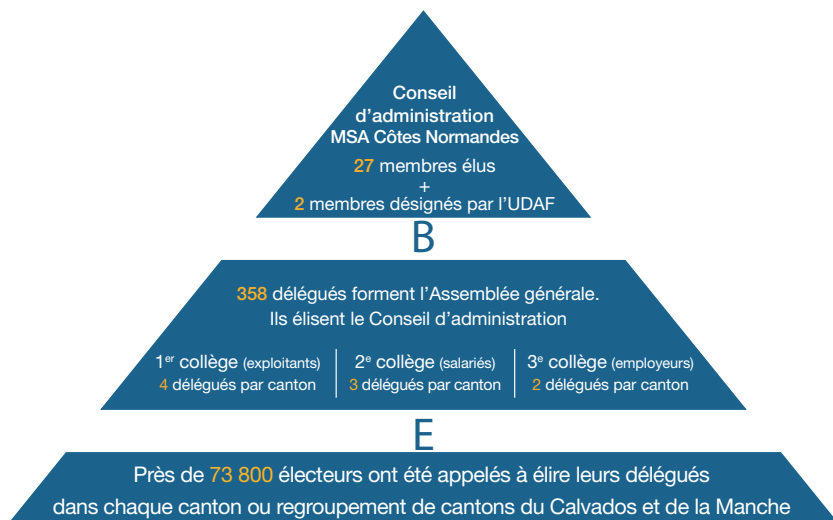 Conseil
d'administration
MSA Côtes Normandes
27 membres élus
+
2 membres désignés par l'UDAF
B
358 délégués forment l'Assemblée générale.
Ils élisent le Conseil d'administration
1er collège (exploitants)
4 délégués par canton
2e collège (salariés)
3 délégués par canton
3e collège (employeurs)
2 délégués par canton
E
Près de 73 800 électeurs ont été appelés à élire leurs délégués
dans chaque canton ou regroupement de cantons du Calvados et de la Manche